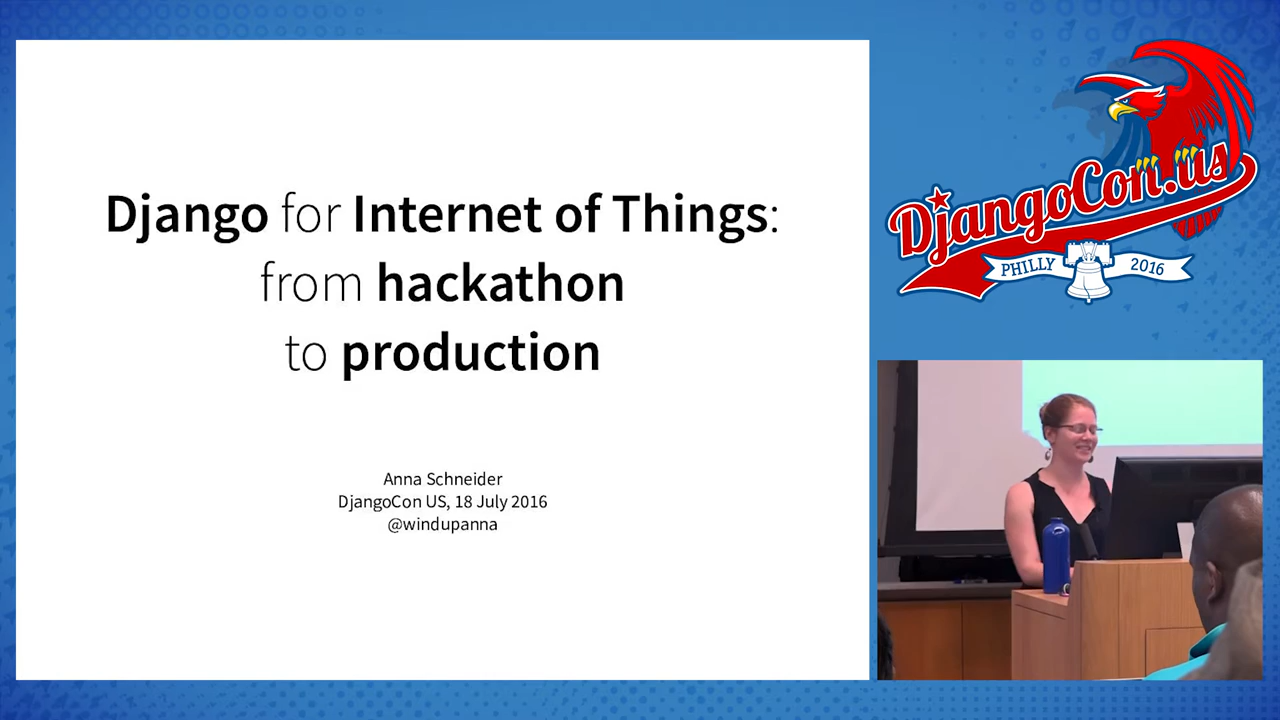 Django for Internet of Things:
from hackathon
to production
Anna Schneider
DjangoCon US, 18 July 2016
@windupanna
DjangoCon.us
PHILLY 2016